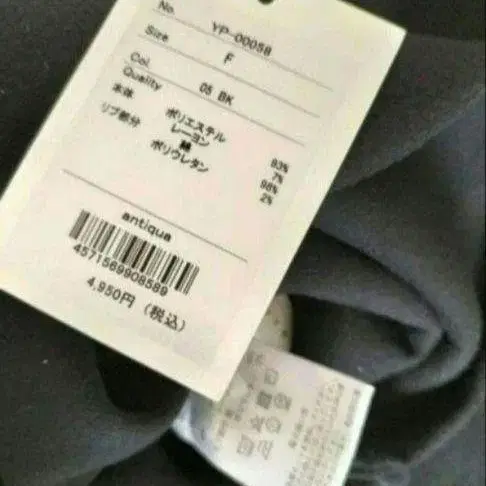 No. YP-00058
Size F
Col. 05 BK
Quality
本体 ポリエステル 93%
レーヨン 7%
リブ部分 綿 98%
ポリウレタン 2%
antiqua
4571569908589
4,950円 (税込)